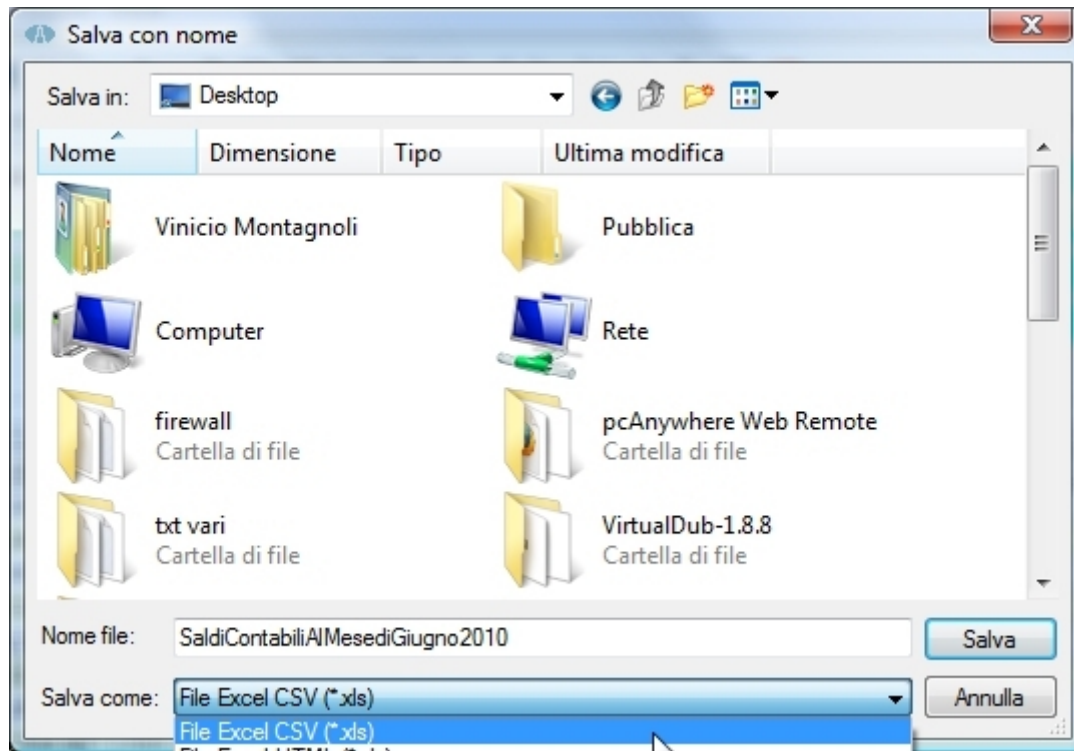 Salva con nome
Salva in: Desktop
Nome Dimensione Tipo Ultima modifica
Vinicio Montagnoli Pubblica
Computer Rete
firewall pcAnywhere Web Remote
Cartella di file Cartella di file
txt vari VirtualDub-1.8.8
Cartella di file Cartella di file
Nome file: SaldiContabiliAlMesediGiugno2010 Salva
Salva come: File Excel CSV (*.xls) Annulla
File Excel CSV (*.xls)